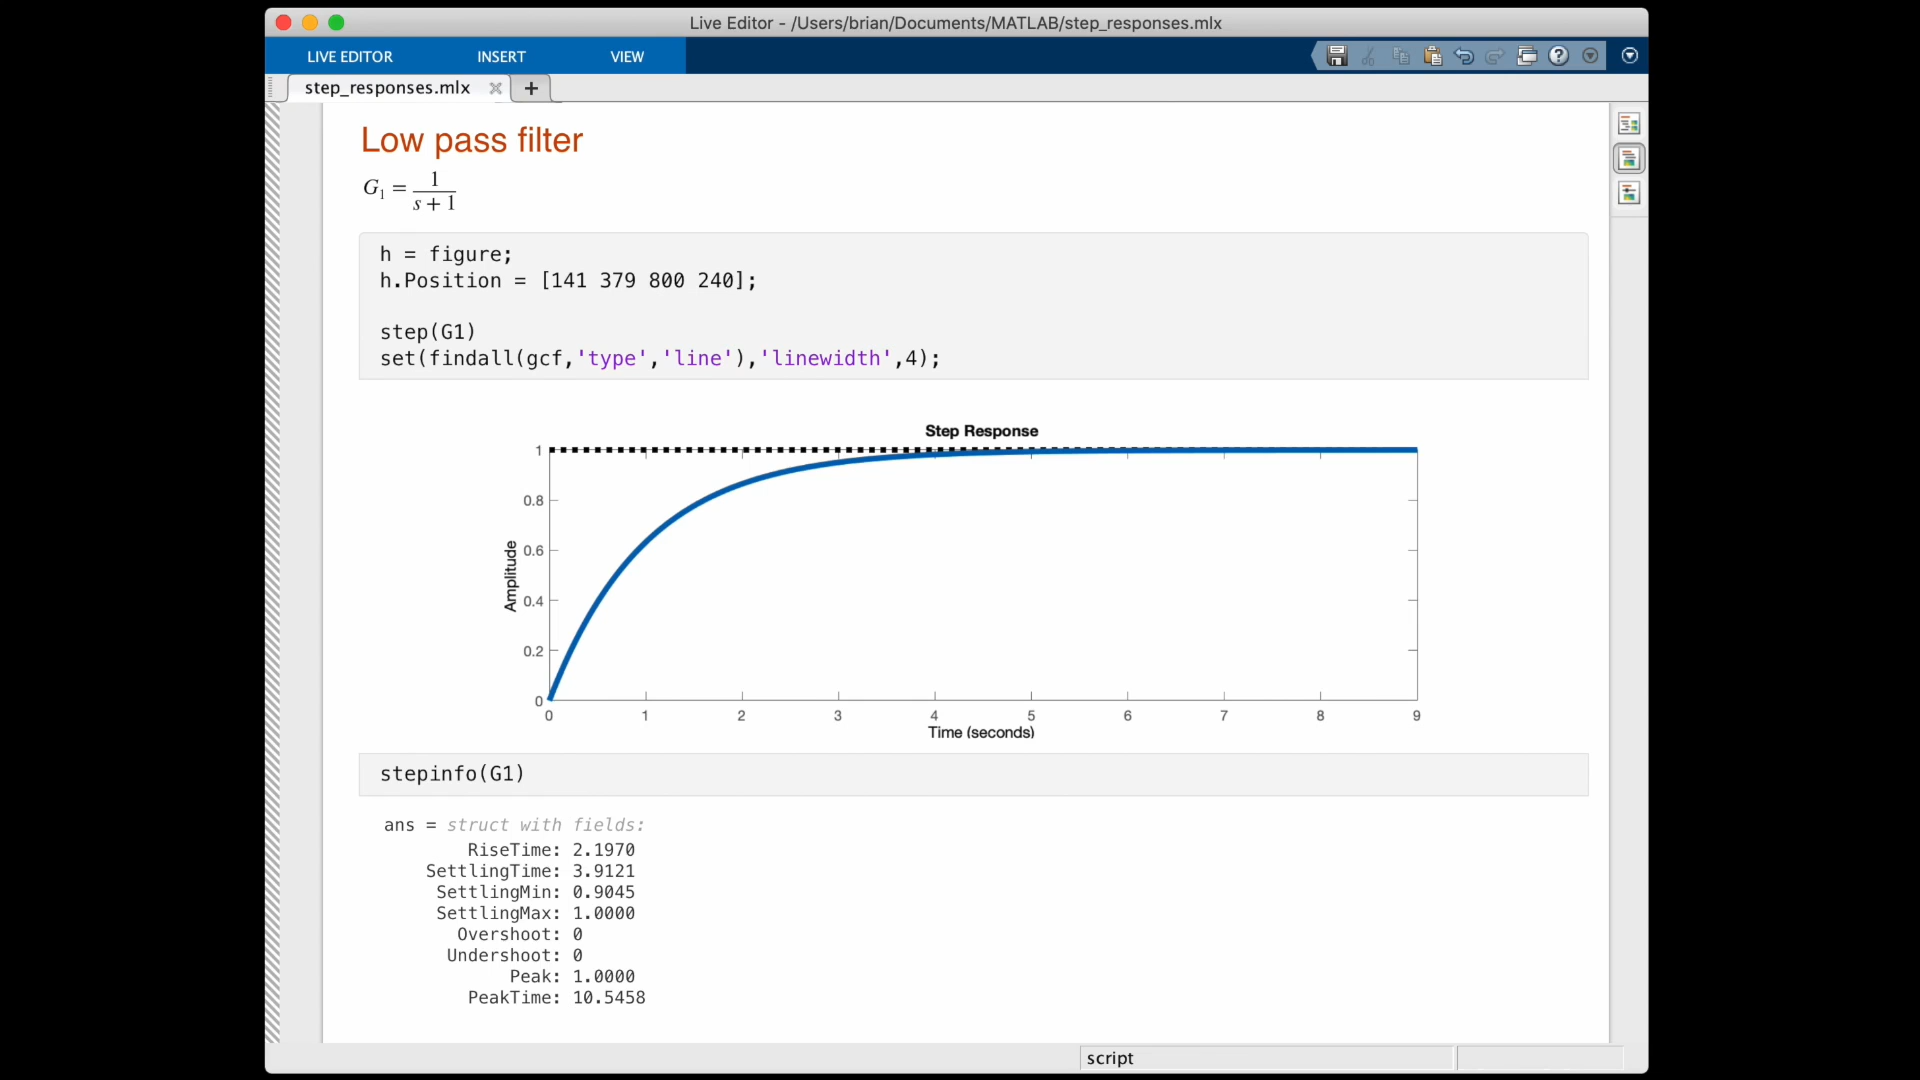 Live Editor - /Users/brian/Documents/MATLAB/step_responses.mlx
LIVE EDITOR INSERT VIEW
step_responses.mlx
Low pass filter
G₁ = 1 / (s + 1)
h = figure;
h.Position = [141 379 800 240];
step(G1)
set(findall(gcf,'type','line'),'linewidth',4);
Step Response
1
0.8
0.6
0.4
0.2
0
Amplitude
0 1 2 3 4 5 6 7 8 9
Time (seconds)
stepinfo(G1)
ans = struct with fields:
RiseTime: 2.1970
SettlingTime: 3.9121
SettlingMin: 0.9045
SettlingMax: 1.0000
Overshoot: 0
Undershoot: 0
Peak: 1.0000
PeakTime: 10.5458
script